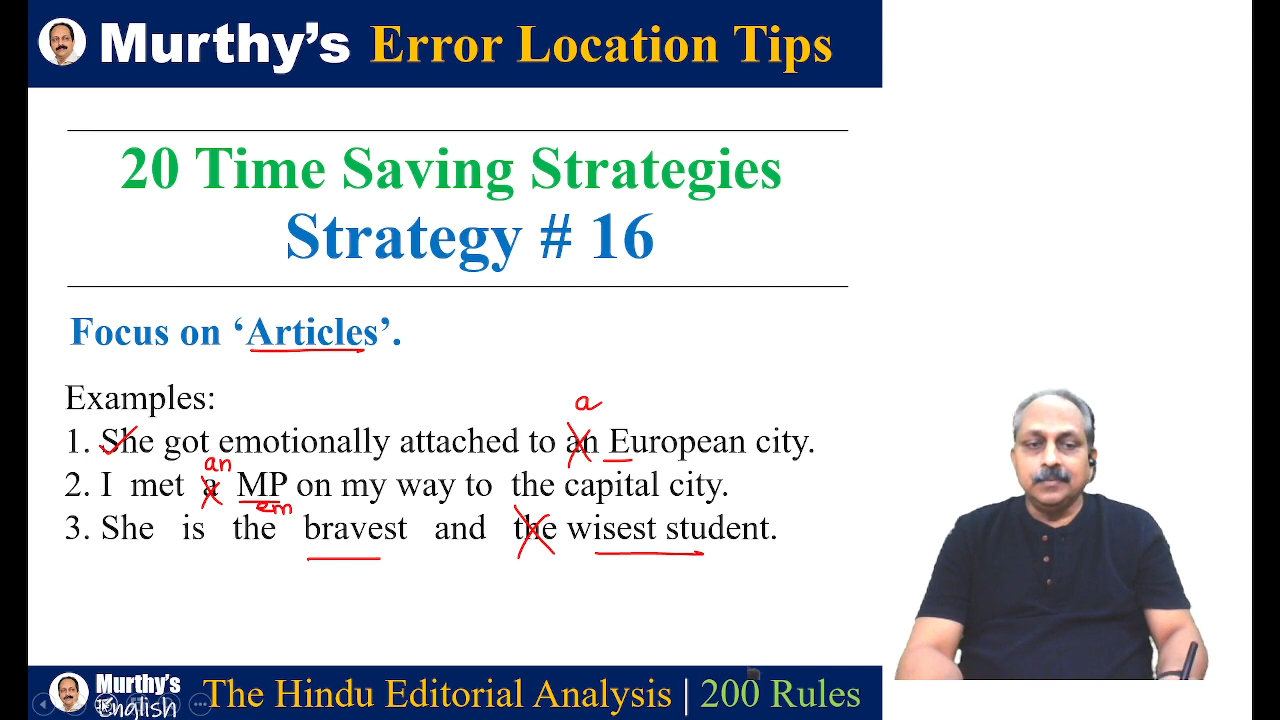 Murthy's Error Location Tips
20 Time Saving Strategies
Strategy # 16
Focus on ‘Articles’.
Examples:
a
1. She got emotionally attached to an European city.
an
2. I met a MP on my way to the capital city.
em
3. She is the bravest and the wisest student.
Murthy's
English
The Hindu Editorial Analysis | 200 Rules